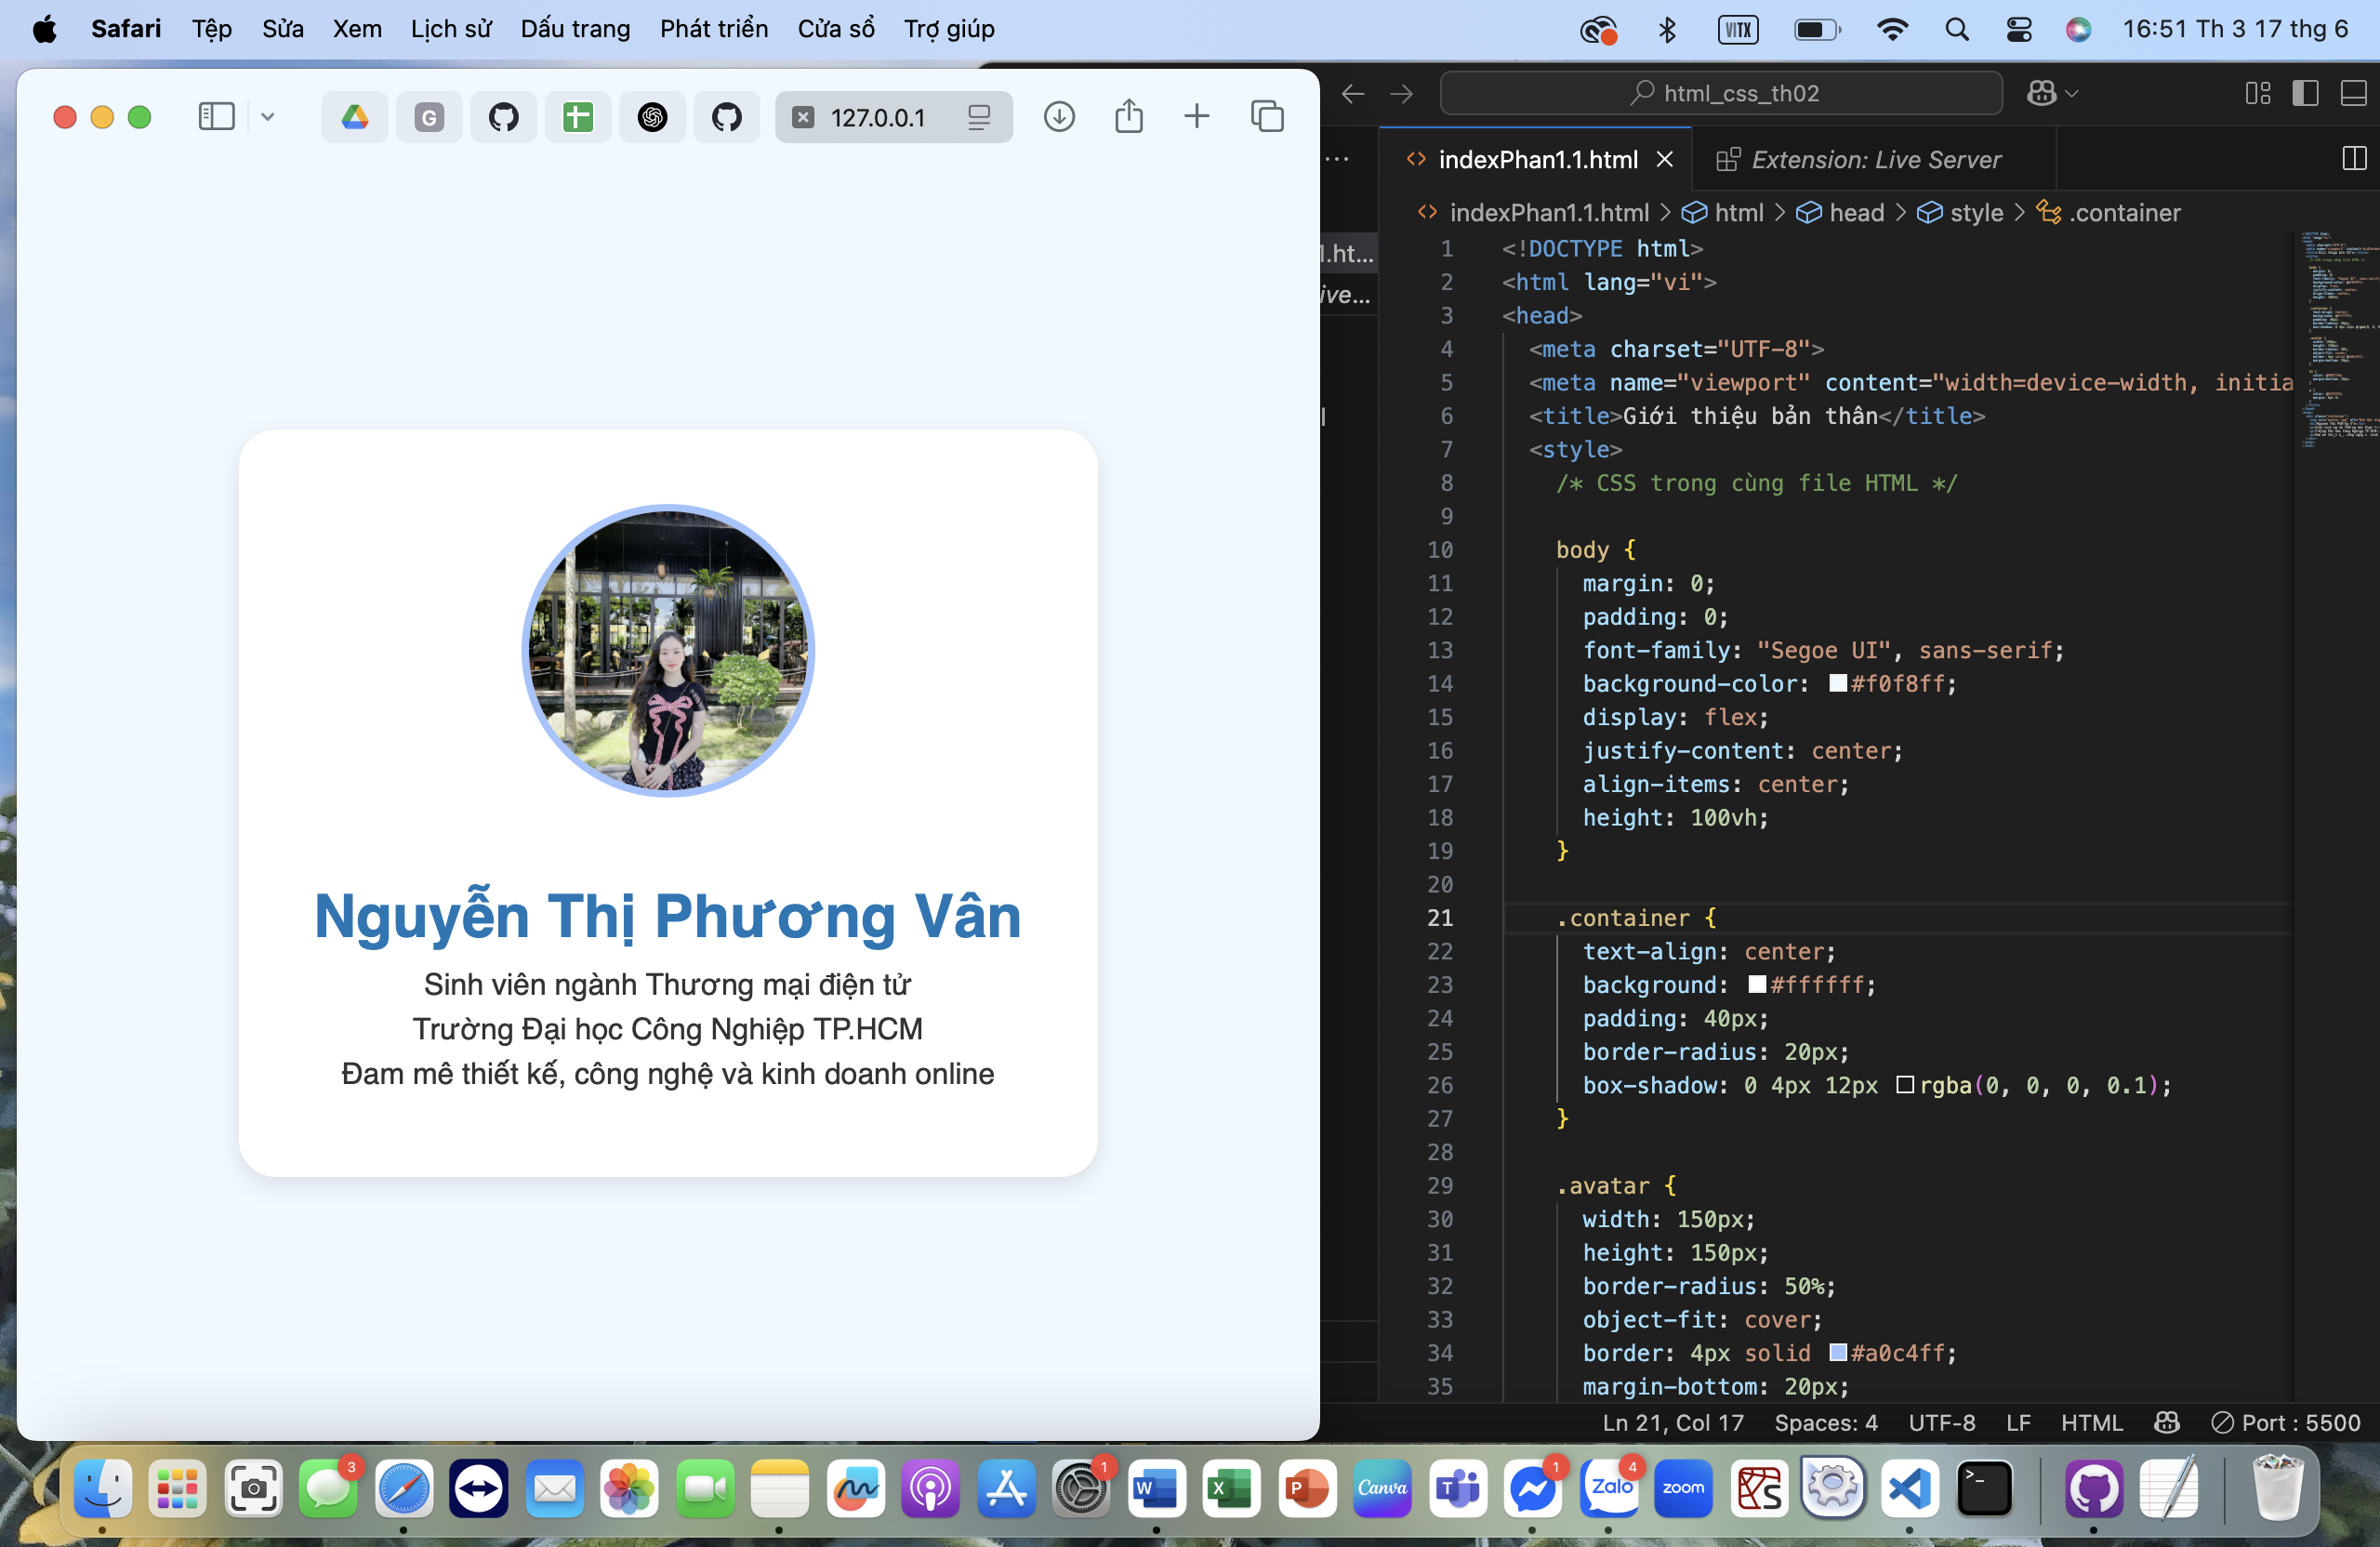 Safari Tệp Sửa Xem Lịch sử Dấu trang Phát triển Cửa sổ Trợ giúp
VITX
16:51 Th 3 17 thg 6
G
127.0.0.1
Nguyễn Thị Phương Vân
Sinh viên ngành Thương mại điện tử
Trường Đại học Công Nghiệp TP.HCM
Đam mê thiết kế, công nghệ và kinh doanh online
html_css_th02
indexPhan1.1.html
Extension: Live Server
indexPhan1.1.html > html > head > style > .container
1.ht...
ive...
1 <!DOCTYPE html>
2 <html lang="vi">
3 <head>
4 <meta charset="UTF-8">
5 <meta name="viewport" content="width=device-width, initia
6 <title>Giới thiệu bản thân</title>
7 <style>
8 /* CSS trong cùng file HTML */
9
10 body {
11 margin: 0;
12 padding: 0;
13 font-family: "Segoe UI", sans-serif;
14 background-color: #f0f8ff;
15 display: flex;
16 justify-content: center;
17 align-items: center;
18 height: 100vh;
19 }
20
21 .container {
22 text-align: center;
23 background: #ffffff;
24 padding: 40px;
25 border-radius: 20px;
26 box-shadow: 0 4px 12px rgba(0, 0, 0, 0.1);
27 }
28
29 .avatar {
30 width: 150px;
31 height: 150px;
32 border-radius: 50%;
33 object-fit: cover;
34 border: 4px solid #a0c4ff;
35 margin-bottom: 20px;
Ln 21, Col 17 Spaces: 4 UTF-8 LF HTML Port : 5500
3
1
W
X
P
Canva
T
1
Zalo
4
zoom